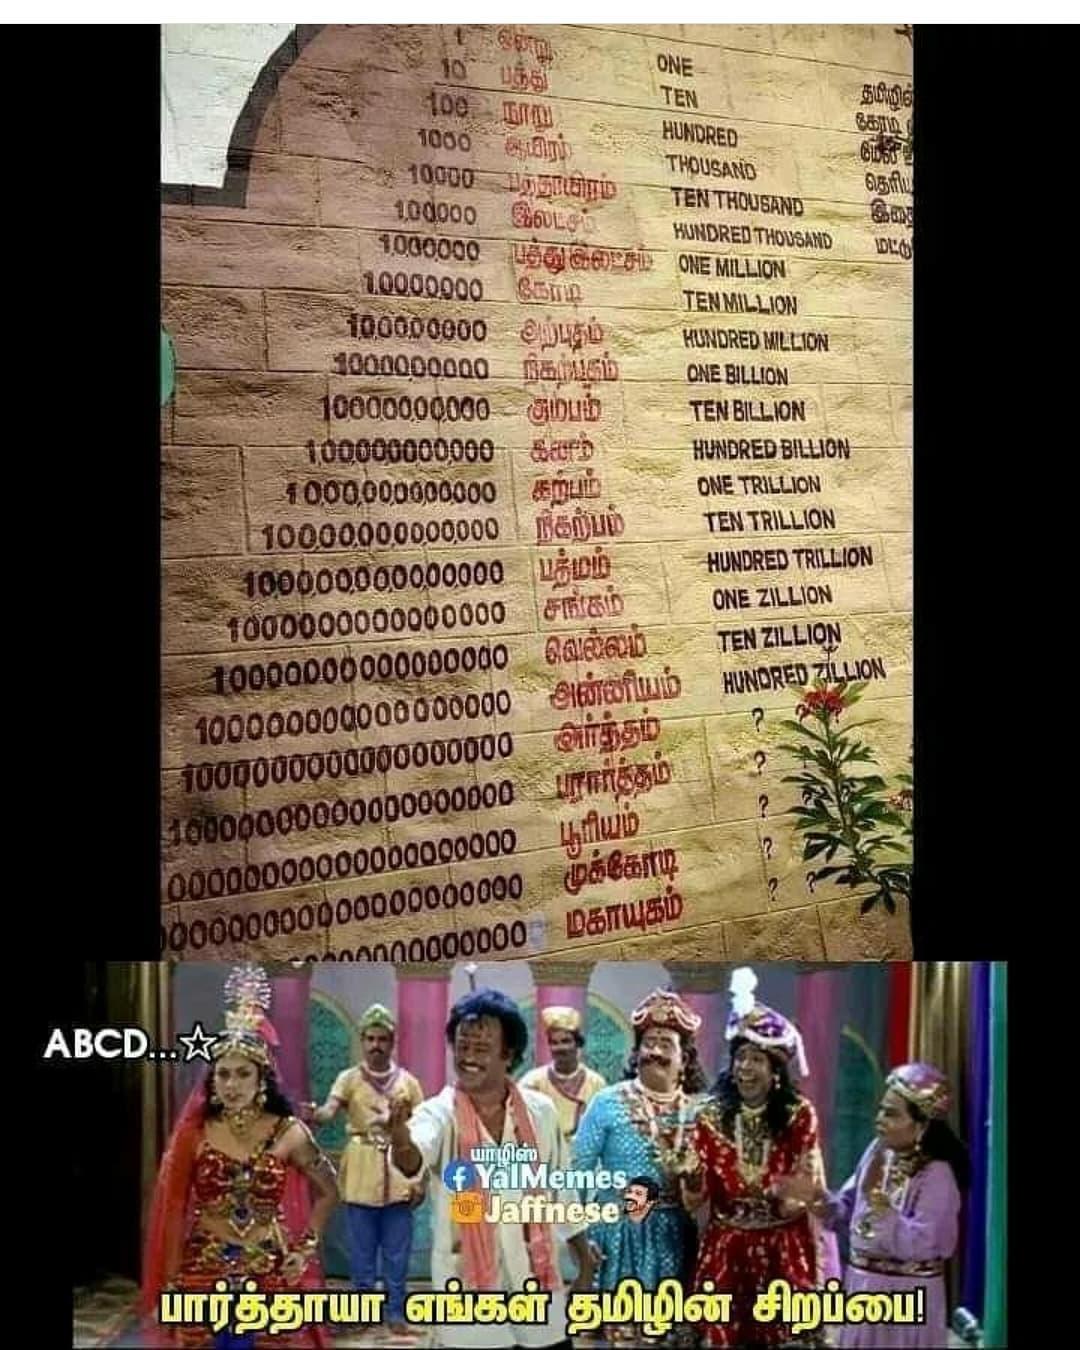 1 ஒன்று ONE
10 பத்து TEN
100 நூறு HUNDRED
1000 ஆயிரம் THOUSAND
10000 பத்தாயிரம் TEN THOUSAND
100000 இலட்சம் HUNDRED THOUSAND
1000000 பத்து இலட்சம் ONE MILLION
10000000 கோடி TEN MILLION
100000000 அற்புதம் HUNDRED MILLION
1000000000 நிகற்புதம் ONE BILLION
10000000000 கும்பம் TEN BILLION
100000000000 கணம் HUNDRED BILLION
1000000000000 கற்பம் ONE TRILLION
10000000000000 நிகற்பம் TEN TRILLION
100000000000000 பத்மம் HUNDRED TRILLION
1000000000000000 சங்கம் ONE ZILLION
10000000000000000 வெல்லம் TEN ZILLION
100000000000000000 அன்னியம் HUNDRED ZILLION
1000000000000000000 அர்த்தம் ?
10000000000000000000 பரார்த்தம் ?
பூரியம் ?
முக்கோடி ?
மகாயுகம் ? ?
தமிழில்
கோடி
மேல்
ABCD...☆
யாழிஸ்
YalMemes
Jaffnese
பார்த்தாயா எங்கள் தமிழின் சிறப்பை!